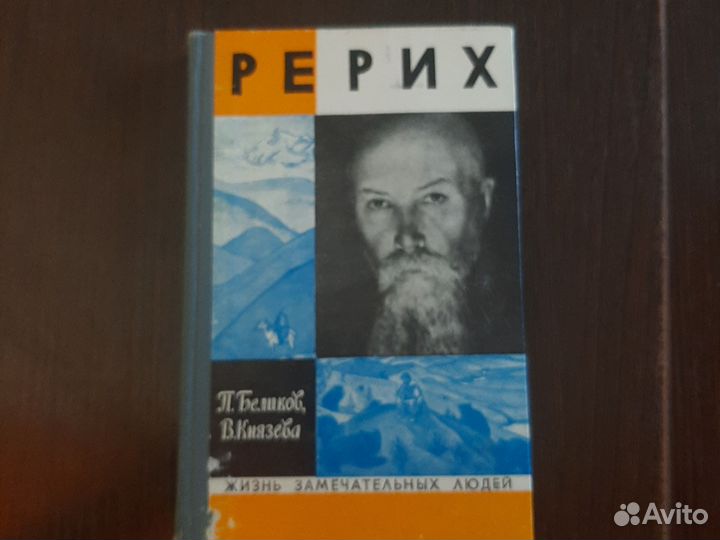 РЕРИХ
П. Беликов,
В. Князева
ЖИЗНЬ ЗАМЕЧАТЕЛЬНЫХ ЛЮДЕЙ
Avito